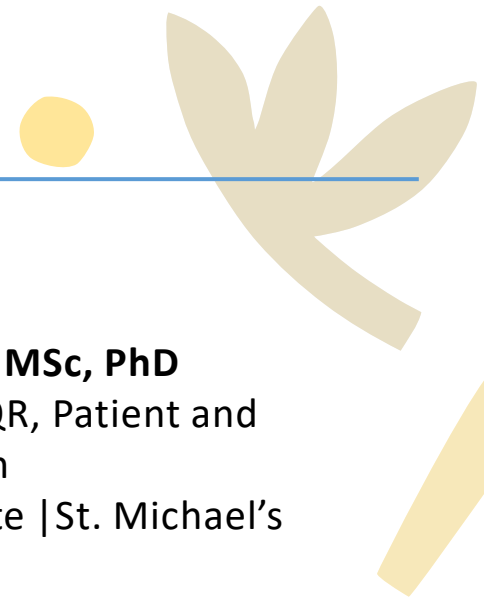 MSc, PhD
QR, Patient and
n
te |St. Michael's